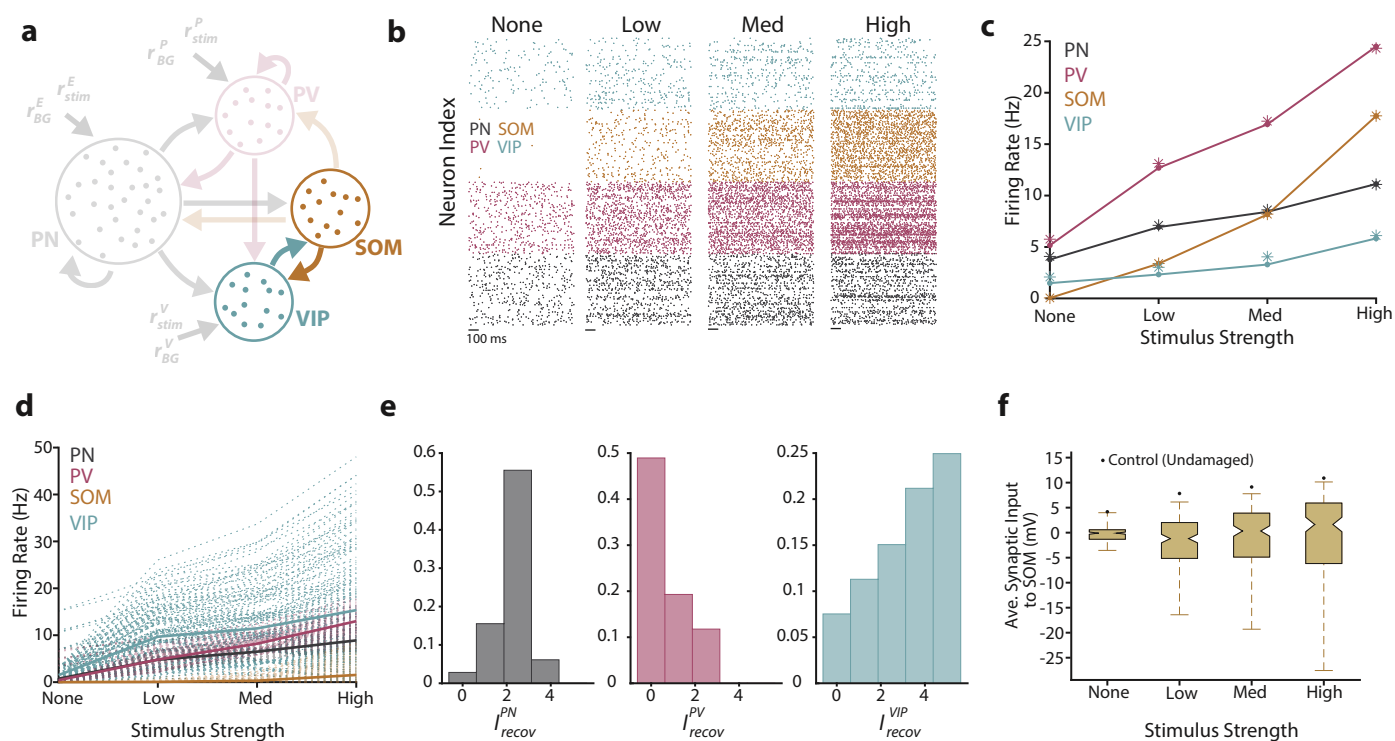 a
r^P_stim
r^P_BG
r^E_stim
r^E_BG
PV
PN
SOM
VIP
r^V_stim
r^V_BG
b
None Low Med High
Neuron Index
PN SOM
PV VIP
100 ms
c
PN
PV
SOM
VIP
Firing Rate (Hz)
25
20
15
10
5
0
None Low Med High
Stimulus Strength
d
PN
PV
SOM
VIP
Firing Rate (Hz)
50
40
30
20
10
0
None Low Med High
Stimulus Strength
e
0.6
0.5
0.4
0.3
0.2
0.1
0
0 2 4
I^PN_recov
0.5
0.4
0.3
0.2
0.1
0
0 2 4
I^PV_recov
0.25
0.20
0.15
0.10
0.05
0
0 2 4
I^VIP_recov
f
• Control (Undamaged)
Ave. Synaptic Input
to SOM (mV)
15
10
5
0
-5
-10
-15
-20
-25
None Low Med High
Stimulus Strength